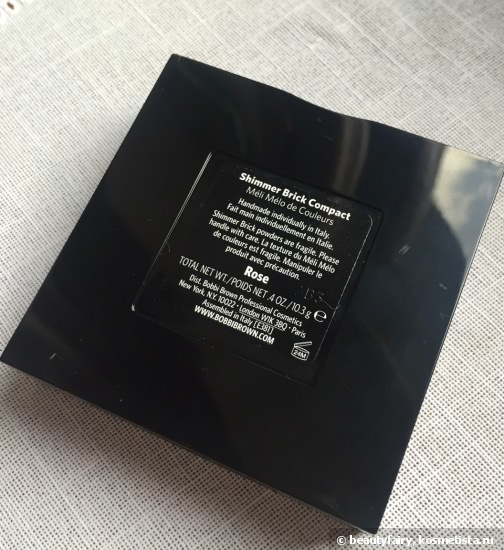 Shimmer Brick Compact
Méli Mélo de Couleurs
Handmade individually in Italy.
Fait main individuellement en Italie.
Shimmer Brick powders are fragile. Please
handle with care. La texture du Méli Mélo
de couleurs est fragile. Manipuler le
produit avec précaution.
Rose
TOTAL NET WT./POIDS NET .4 OZ /10.3 g ℮
Dist. Bobbi Brown Professional Cosmetics
New York, N.Y. 10022 · London W1K 3BQ · Paris
Assembled in Italy [E3B1]
WWW.BOBBIBROWN.COM
24M
© beautyfairy, kosmetista.ru